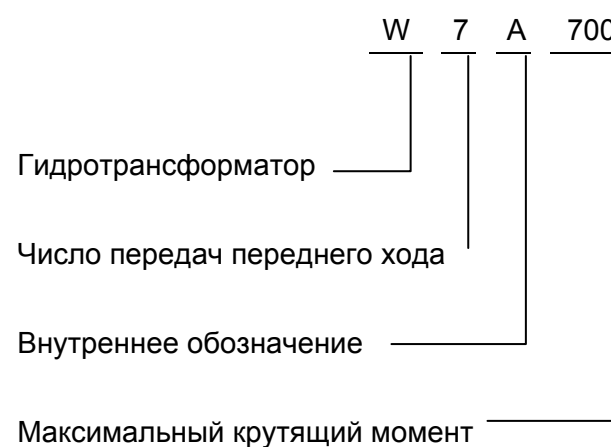 W 7 A 700
Гидротрансформатор
Число передач переднего хода
Внутреннее обозначение
Максимальный крутящий момент